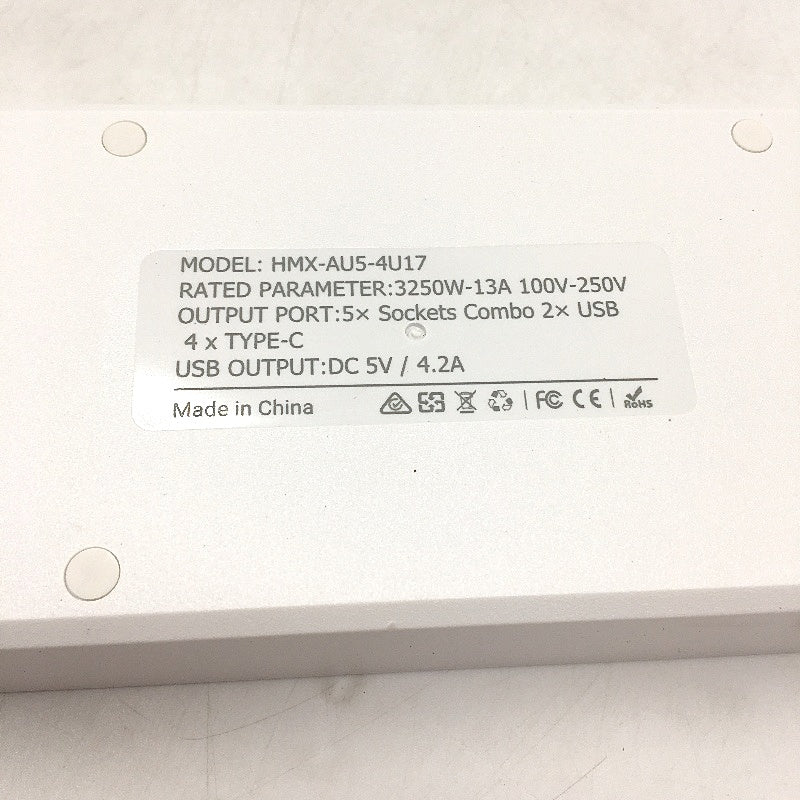 MODEL: HMX-AU5-4U17
RATED PARAMETER:3250W-13A 100V-250V
OUTPUT PORT:5× Sockets Combo 2× USB
4 x TYPE-C
USB OUTPUT:DC 5V / 4.2A
Made in China | FC CE | RoHS